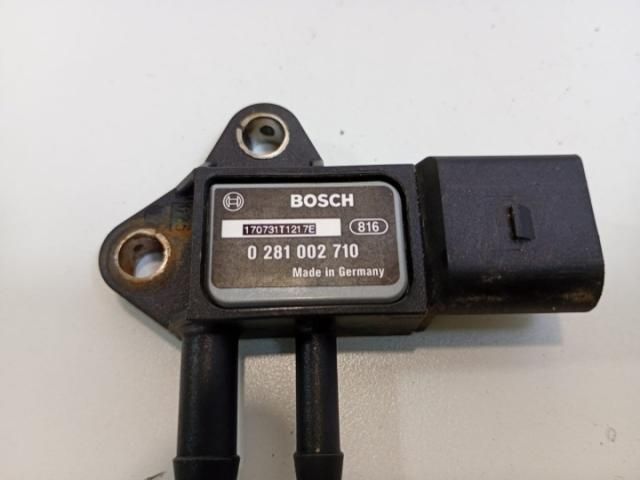 BOSCH
170731T1217E 816
0 281 002 710
Made in Germany